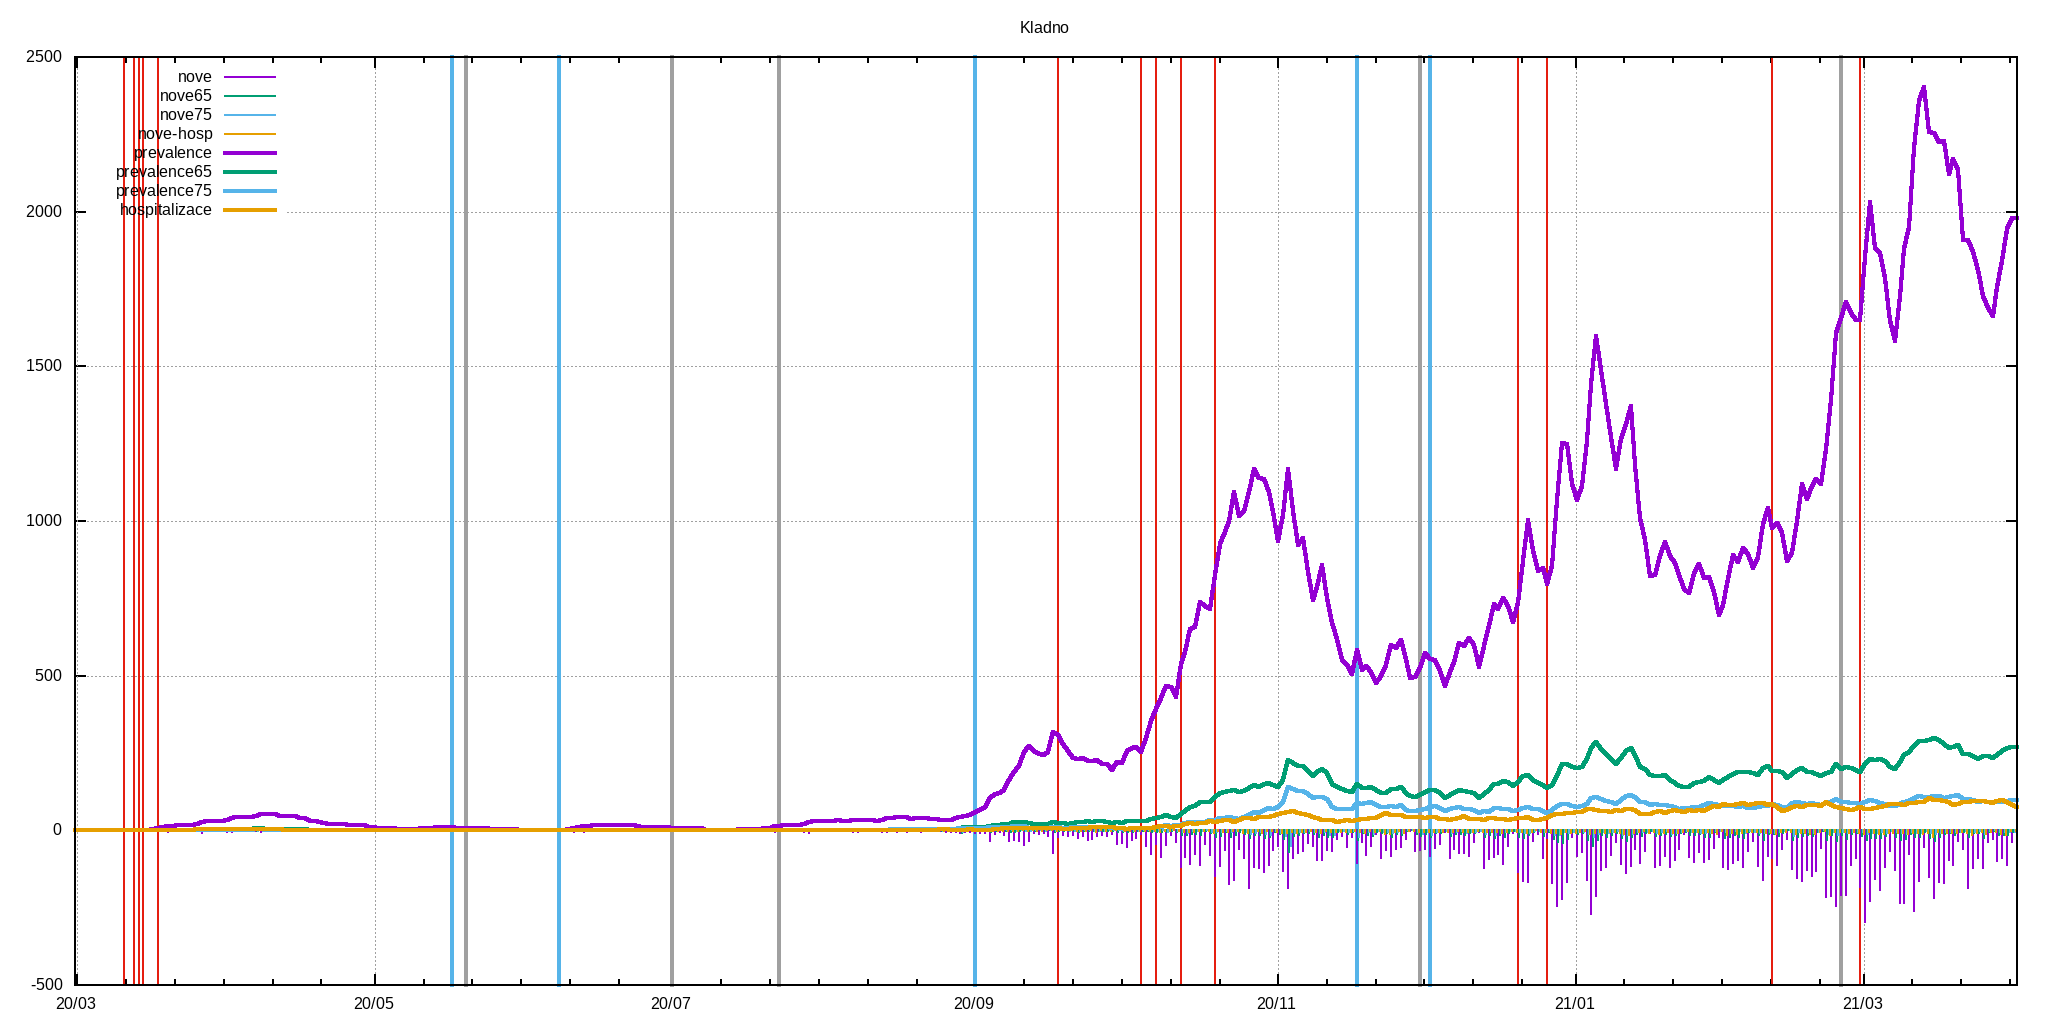 Kladno
2500
nove
nove65
nove75
nove-hosp
prevalence
prevalence65
prevalence75
hospitalizace
2000
1500
1000
500
0
-500
20/03 20/05 20/07 20/09 20/11 21/01 21/03